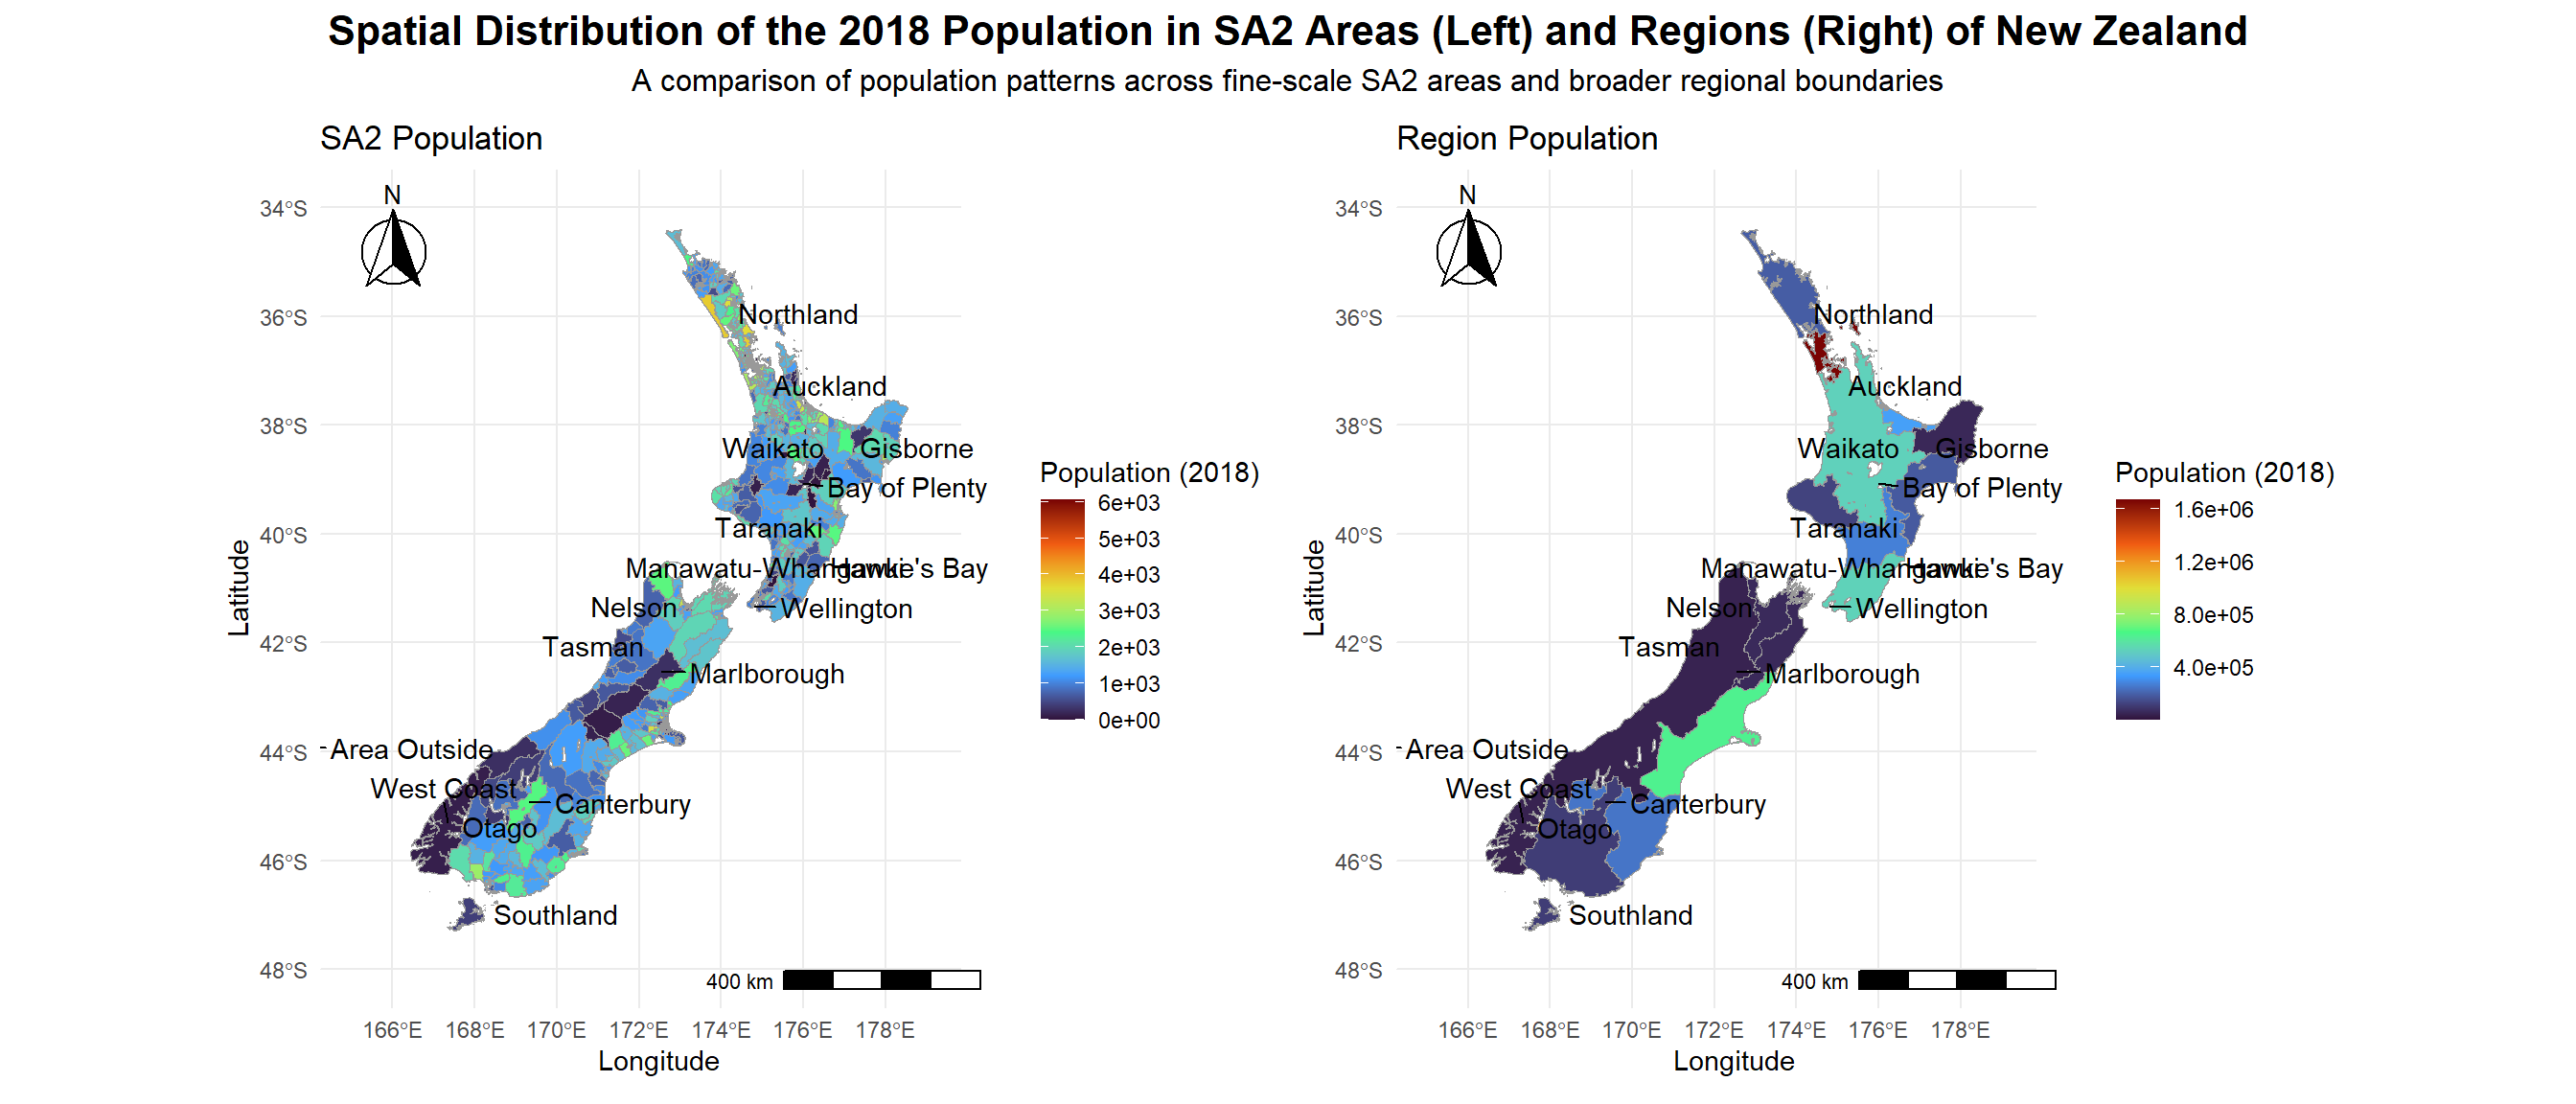 Spatial Distribution of the 2018 Population in SA2 Areas (Left) and Regions (Right) of New Zealand
A comparison of population patterns across fine-scale SA2 areas and broader regional boundaries
SA2 Population
N
34°S
36°S
38°S
40°S
42°S
44°S
46°S
48°S
Latitude
Northland
Auckland
Waikato
Gisborne
Bay of Plenty
Taranaki
Manawatu-Whanganui
Hawke's Bay
Nelson
Wellington
Tasman
Marlborough
Area Outside
West Coast
Canterbury
Otago
Southland
400 km
166°E 168°E 170°E 172°E 174°E 176°E 178°E
Longitude
Population (2018)
6e+03
5e+03
4e+03
3e+03
2e+03
1e+03
0e+00
Region Population
N
34°S
36°S
38°S
40°S
42°S
44°S
46°S
48°S
Latitude
Northland
Auckland
Waikato
Gisborne
Bay of Plenty
Taranaki
Manawatu-Whanganui
Hawke's Bay
Nelson
Wellington
Tasman
Marlborough
Area Outside
West Coast
Canterbury
Otago
Southland
400 km
166°E 168°E 170°E 172°E 174°E 176°E 178°E
Longitude
Population (2018)
1.6e+06
1.2e+06
8.0e+05
4.0e+05